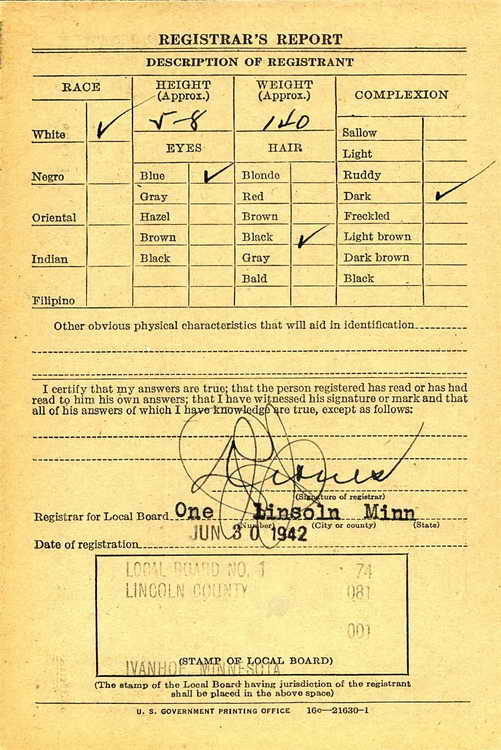 REGISTRAR'S REPORT
DESCRIPTION OF REGISTRANT
RACE
HEIGHT
(Approx.)
WEIGHT
(Approx.)
COMPLEXION
White ✓
5-8
140
Sallow
EYES
HAIR
Light
Negro
Blue ✓
Blonde
Ruddy
Gray
Red
Dark ✓
Oriental
Hazel
Brown
Freckled
Brown
Black ✓
Light brown
Indian
Black
Gray
Dark brown
Bald
Black
Filipino
Other obvious physical characteristics that will aid in identification
I certify that my answers are true; that the person registered has read or has had
read to him his own answers; that I have witnessed his signature or mark and that
all of his answers of which I have knowledge are true, except as follows:
(Signature of registrar)
Registrar for Local Board One Lincoln Minn
(Number) (City or county) (State)
Date of registration JUN 30 1942
LOCAL BOARD NO. 1 74
LINCOLN COUNTY 081
001
IVANHOE MINNESOTA
(STAMP OF LOCAL BOARD)
(The stamp of the Local Board having jurisdiction of the registrant
shall be placed in the above space)
U. S. GOVERNMENT PRINTING OFFICE 16c—21630-1